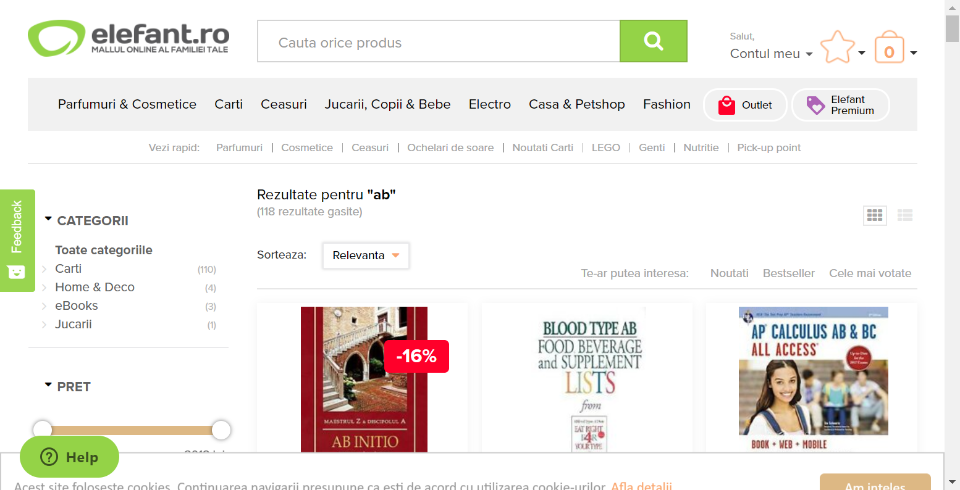 elefant.ro
MALLUL ONLINE AL FAMILIEI TALE
Cauta orice produs
Salut,
Contul meu
0
Parfumuri & Cosmetice
Carti
Ceasuri
Jucarii, Copii & Bebe
Electro
Casa & Petshop
Fashion
Outlet
Elefant
Premium
Vezi rapid: Parfumuri | Cosmetice | Ceasuri | Ochelari de soare | Noutati Carti | LEGO | Genti | Nutritie | Pick-up point
Feedback
CATEGORII
Toate categoriile
Carti (110)
Home & Deco (4)
eBooks (3)
Jucarii (1)
PRET
Help
Rezultate pentru "ab"
(118 rezultate gasite)
Sorteaza: Relevanta
Te-ar putea interesa: Noutati Bestseller Cele mai votate
-16%
MAESTRUL Z & DISCIPOLUL A
AB INITIO
BLOOD TYPE AB
FOOD BEVERAGE
and SUPPLEMENT
LISTS
from
EAT RIGHT
4 YOUR TYPE
AP CALCULUS AB & BC
ALL ACCESS
BOOK + WEB + MOBILE
Acest site foloseste cookies. Continuarea navigarii presupune ca esti de acord cu utilizarea cookie-urilor. Afla detalii
Am inteles